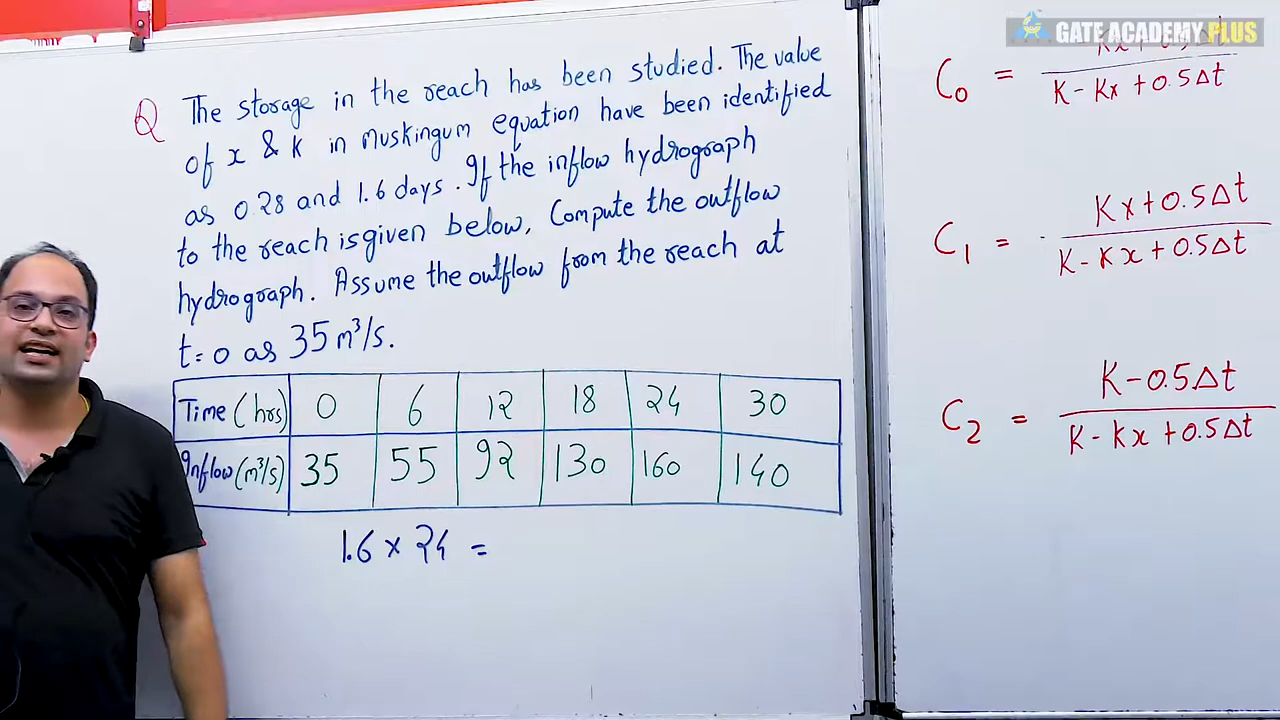 GATE ACADEMY PLUS
Q The storage in the reach has been studied. The value
of x & k in Muskingum equation have been identified
as 0.28 and 1.6 days. If the inflow hydrograph
to the reach is given below, Compute the outflow
hydrograph. Assume the outflow from the reach at
t = 0 as 35 m³/s.
Time (hrs) 0 6 12 18 24 30
Inflow (m³/s) 35 55 92 130 160 140
1.6 × 24 =
C₀ =
K - Kx + 0.5Δt
Kx + 0.5Δt
C₁ =
K - Kx + 0.5Δt
K - 0.5Δt
C₂ =
K - Kx + 0.5Δt